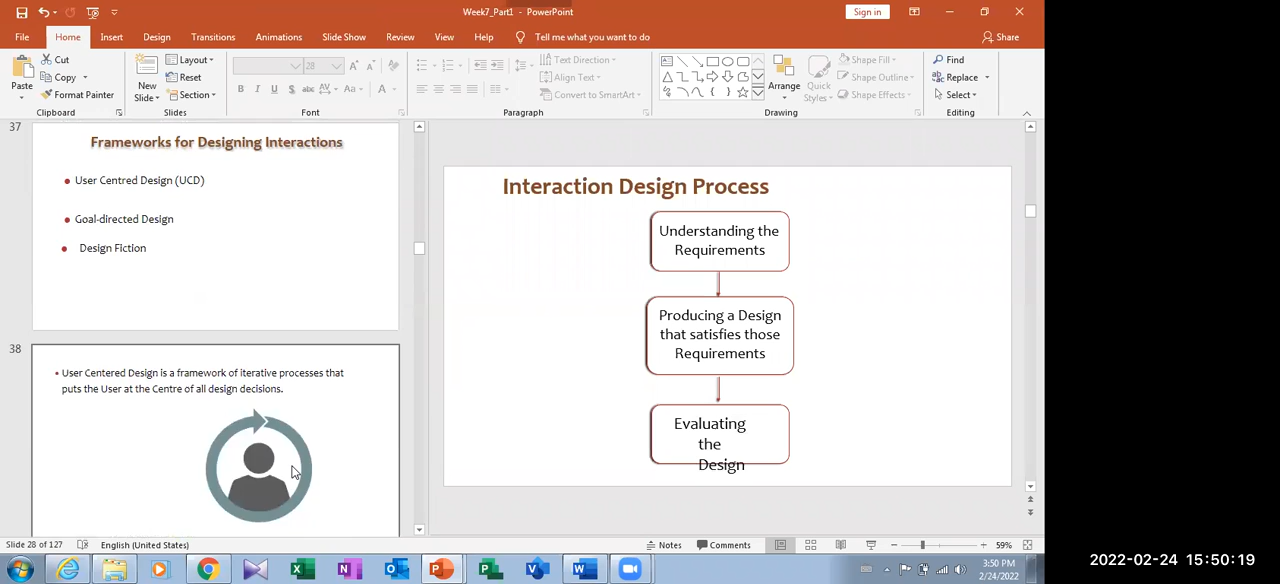 Week7_Part1 - PowerPoint
Sign in
File Home Insert Design Transitions Animations Slide Show Review View Help Tell me what you want to do Share
Paste
Cut
Copy
Format Painter
Clipboard
New
Slide
Layout
Reset
Section
Slides
28
B I U S abc AV Aa A
Font
Text Direction
Align Text
Convert to SmartArt
Paragraph
Arrange
Quick
Styles
Shape Fill
Shape Outline
Shape Effects
Drawing
Find
Replace
Select
Editing
37
Frameworks for Designing Interactions
User Centred Design (UCD)
Goal-directed Design
Design Fiction
38
User Centered Design is a framework of iterative processes that
puts the User at the Centre of all design decisions.
Interaction Design Process
Understanding the
Requirements
Producing a Design
that satisfies those
Requirements
Evaluating
the
Design
Slide 28 of 127 English (United States) Notes Comments 59%
3:50 PM
2/24/2022
2022-02-24 15:50:19